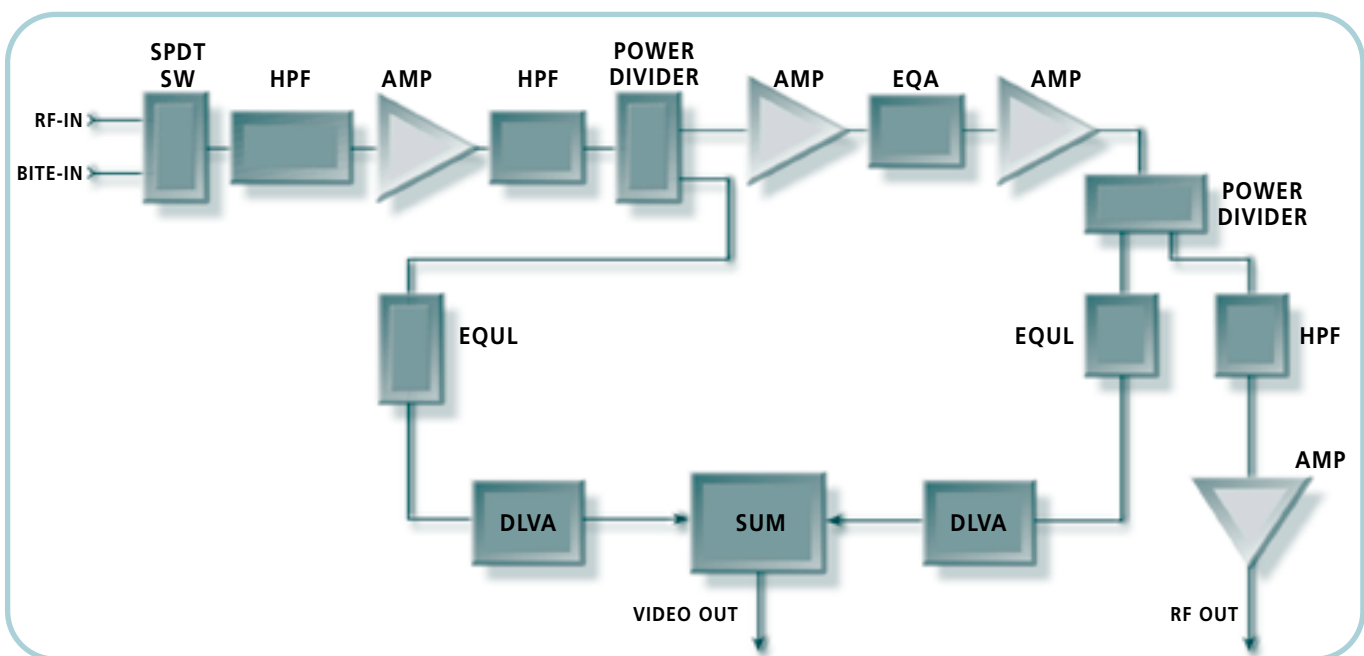 SPDT
SW
HPF
AMP
HPF
POWER
DIVIDER
AMP
EQA
AMP
RF-IN
BITE-IN
POWER
DIVIDER
EQUL
EQUL
HPF
AMP
DLVA
SUM
DLVA
VIDEO OUT
RF OUT